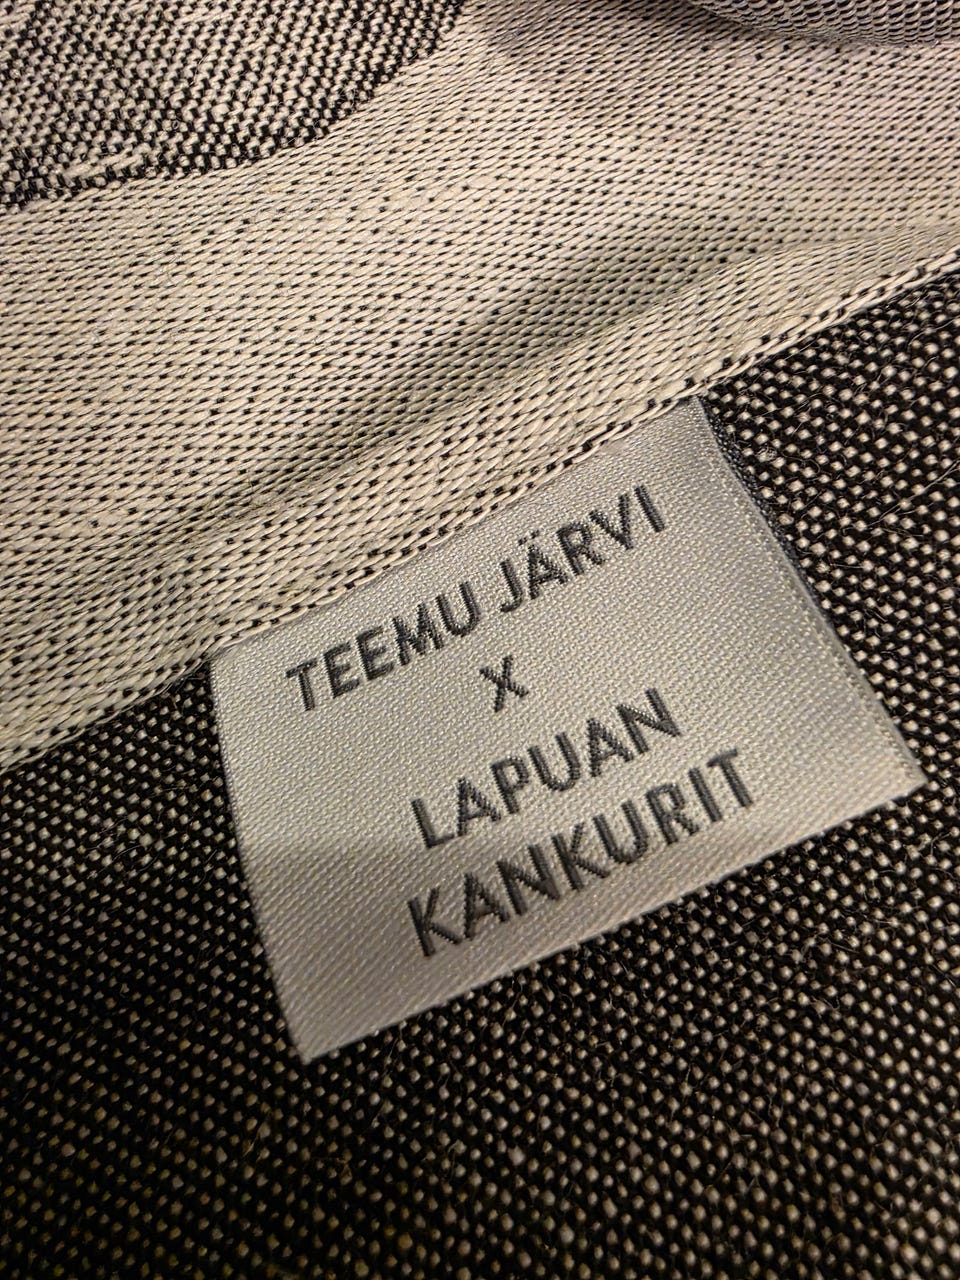 TEEMU JÄRVI
X
LAPUAN
KANKURIT